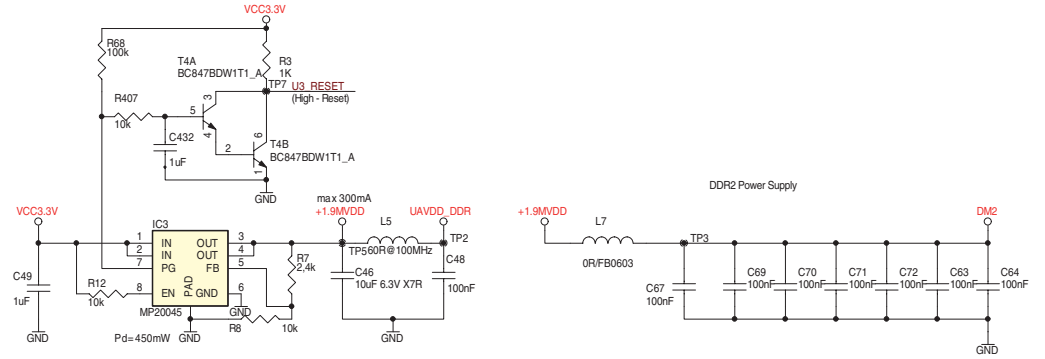 VCC3.3V
R68
100k
R3
1K
T4A
BC847BDW1T1_A
TP7
U3_RESET
(High - Reset)
R407
10k
5
3
4
C432
1uF
2
6
1
T4B
BC847BDW1T1_A
GND
VCC3.3V
IC3
1
2
7
8
IN
IN
PG
EN
PAD
OUT
OUT
FB
GND
3
4
5
6
MP20045
Pd=450mW
C49
1uF
GND
R12
10k
GND
GND
R8
10k
R7
2,4k
max 300mA
+1.9MVDD
L5
UAVDD_DDR
TP5
60R@100MHz
TP2
C46
10uF 6.3V X7R
C48
100nF
GND
DDR2 Power Supply
+1.9MVDD
L7
0R/FB0603
TP3
DM2
C67
100nF
C69
100nF
C70
100nF
C71
100nF
C72
100nF
C63
100nF
C64
100nF
GND